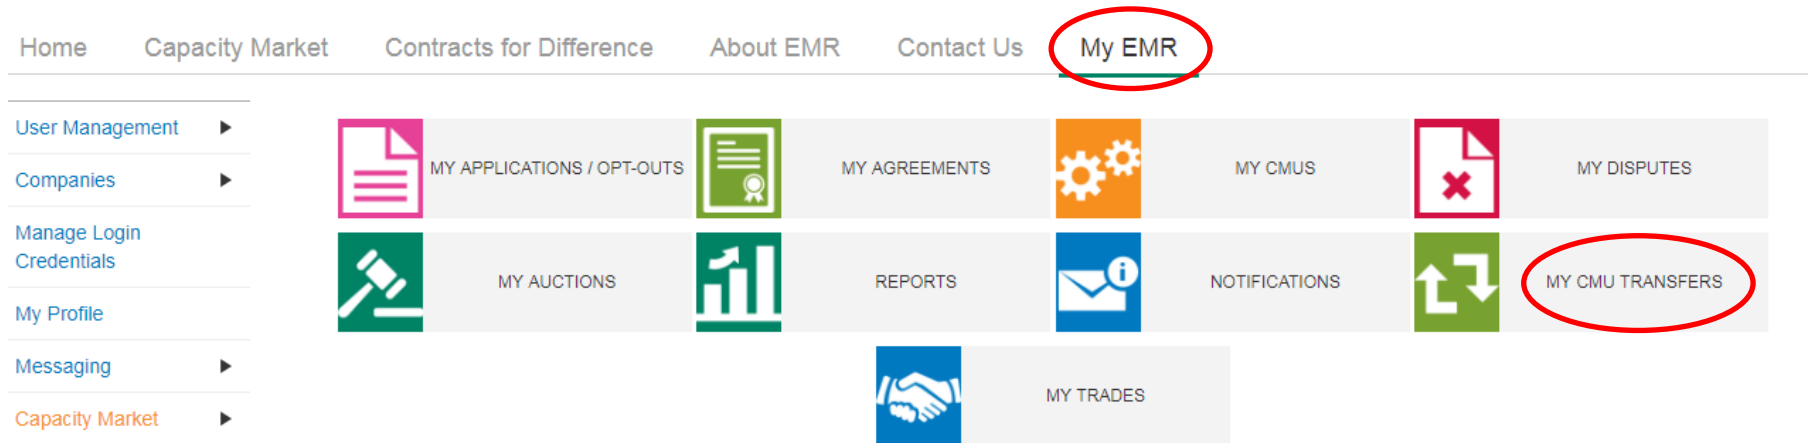 Home Capacity Market Contracts for Difference About EMR Contact Us My EMR
User Management
Companies
Manage Login
Credentials
My Profile
Messaging
Capacity Market
MY APPLICATIONS / OPT-OUTS
MY AGREEMENTS
MY CMUS
MY DISPUTES
MY AUCTIONS
REPORTS
i
NOTIFICATIONS
MY CMU TRANSFERS
MY TRADES